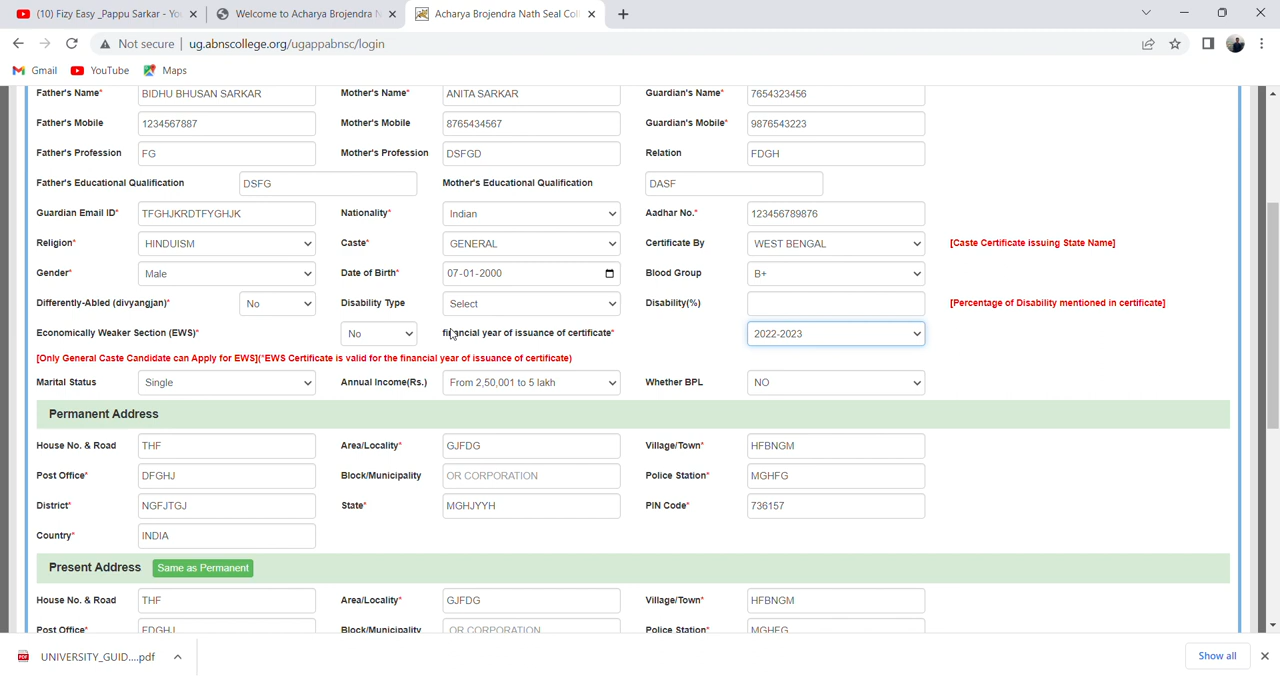 (10) Fizy Easy _Pappu Sarkar - Yo
Welcome to Acharya Brojendra N
Acharya Brojendra Nath Seal Coll
Not secure | ug.abnscollege.org/ugappabnsc/login
Gmail YouTube Maps
Father's Name* BIDHU BHUSAN SARKAR Mother's Name* ANITA SARKAR Guardian's Name* 7654323456
Father's Mobile 1234567887 Mother's Mobile 8765434567 Guardian's Mobile* 9876543223
Father's Profession FG Mother's Profession DSFGD Relation FDGH
Father's Educational Qualification DSFG Mother's Educational Qualification DASF
Guardian Email ID* TFGHJKRDTFYGHJK Nationality* Indian Aadhar No.* 123456789876
Religion* HINDUISM Caste* GENERAL Certificate By WEST BENGAL [Caste Certificate issuing State Name]
Gender* Male Date of Birth* 07-01-2000 Blood Group B+
Differently-Abled (divyangjan)* No Disability Type Select Disability(%) [Percentage of Disability mentioned in certificate]
Economically Weaker Section (EWS)* No financial year of issuance of certificate* 2022-2023
[Only General Caste Candidate can Apply for EWS](*EWS Certificate is valid for the financial year of issuance of certificate)
Marital Status Single Annual Income(Rs.) From 2,50,001 to 5 lakh Whether BPL NO
Permanent Address
House No. & Road THF Area/Locality* GJFDG Village/Town* HFBNGM
Post Office* DFGHJ Block/Municipality OR CORPORATION Police Station* MGHFG
District* NGFJTGJ State* MGHJYYH PIN Code* 736157
Country* INDIA
Present Address Same as Permanent
House No. & Road THF Area/Locality* GJFDG Village/Town* HFBNGM
Post Office* FDGHJ Block/Municipality OR CORPORATION Police Station* MGHFG
UNIVERSITY_GUID....pdf Show all